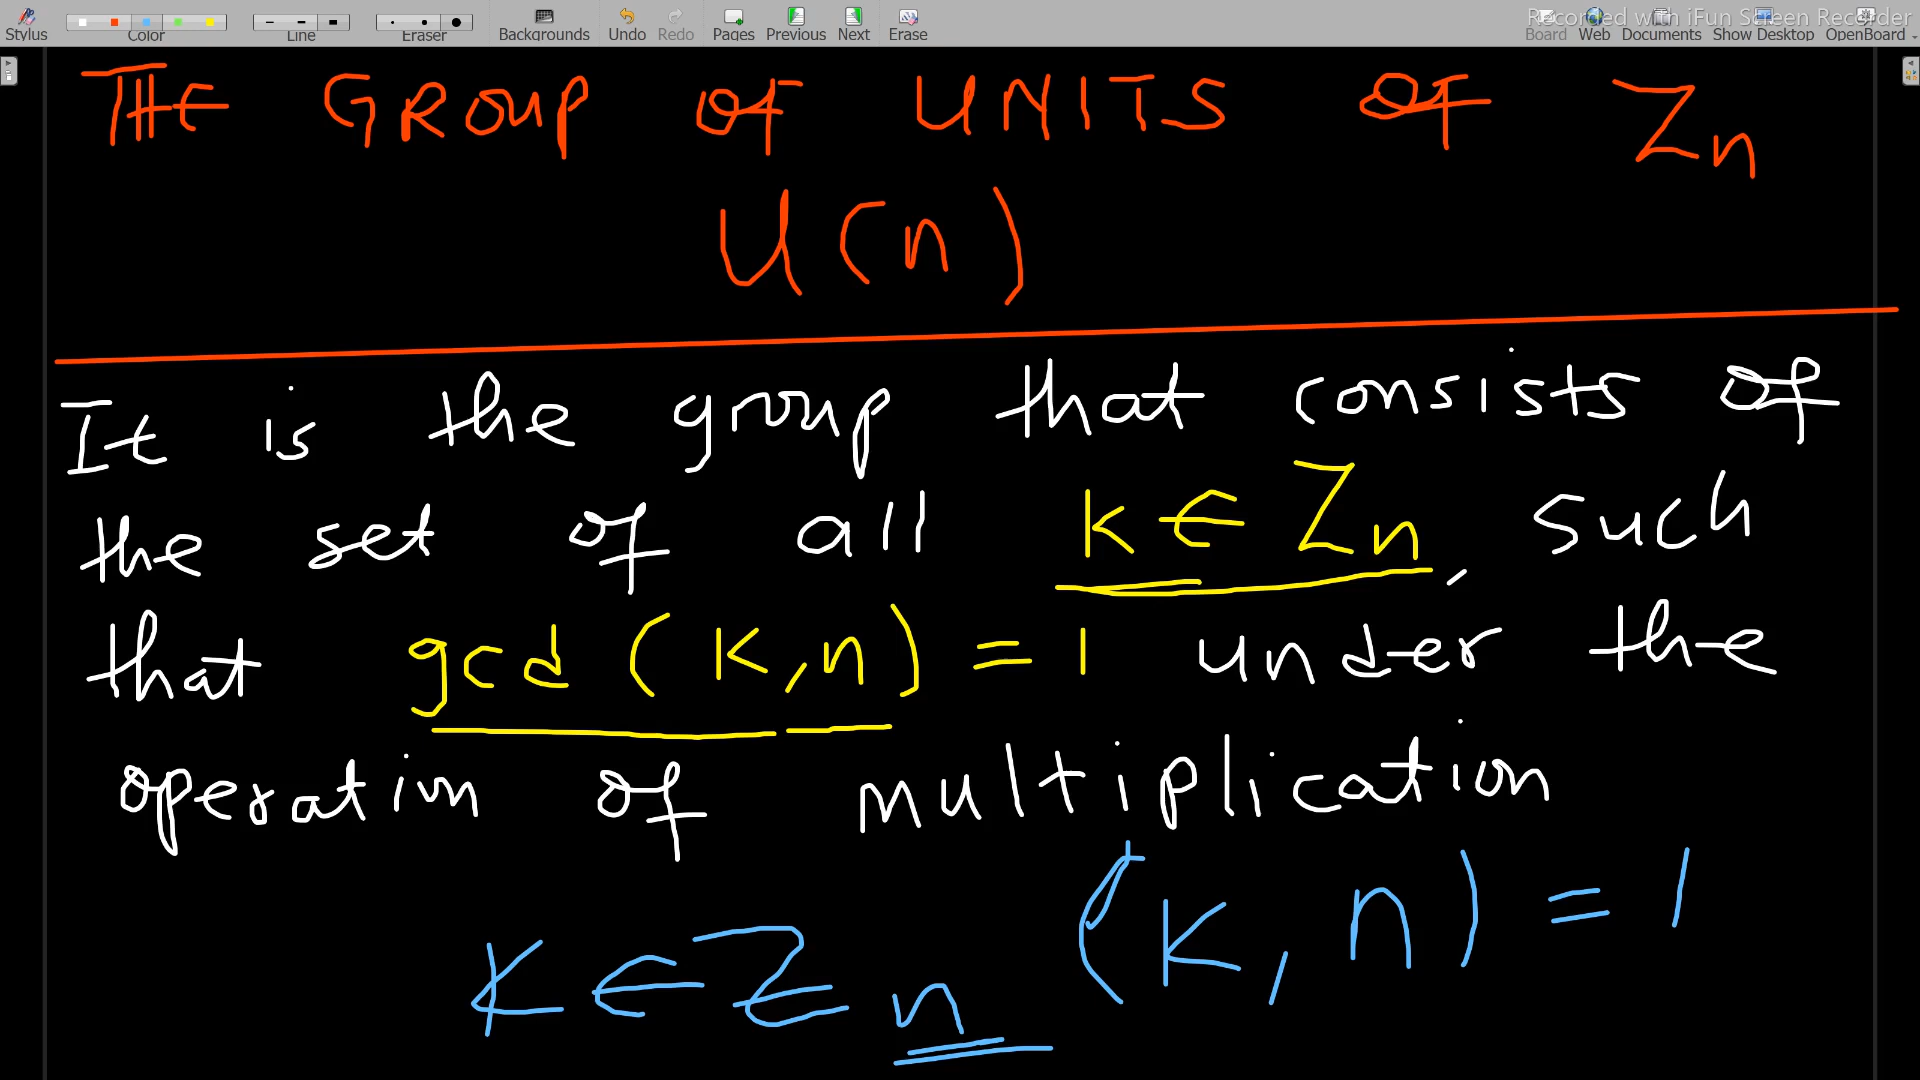 Recorded with iFun Screen Recorder
Stylus Color Line Eraser Backgrounds Undo Redo Pages Previous Next Erase Board Web Documents Show Desktop OpenBoard
THE GROUP OF UNITS OF Zn
U(n)
It is the group that consists of
the set of all k ∈ Zn, such
that gcd (k,n) = 1 under the
operation of multiplication
(k, n) = 1
k ∈ Zn